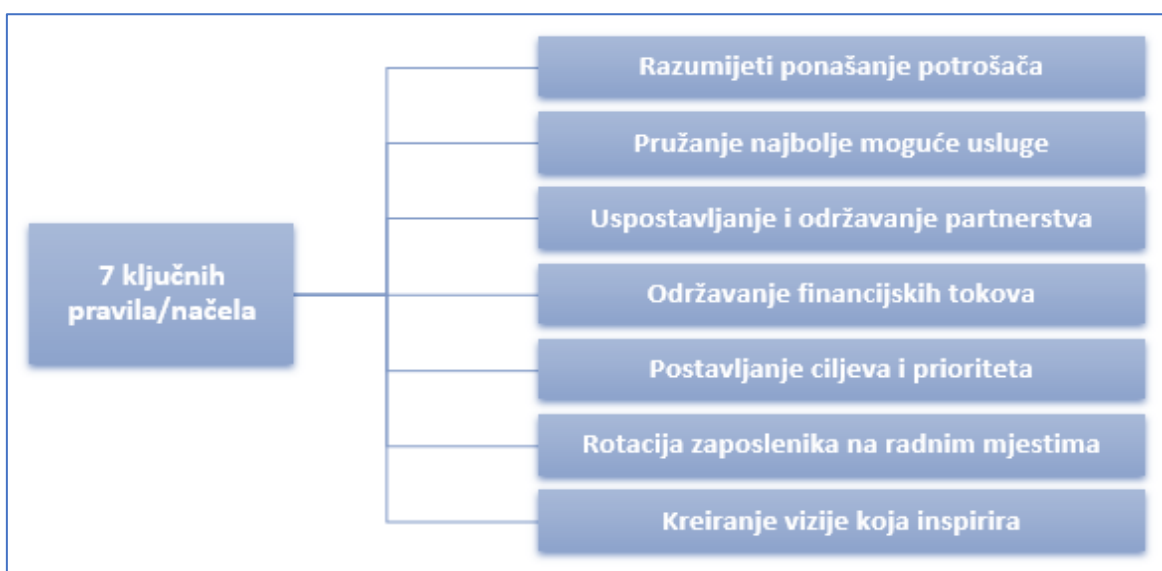 7 ključnih
pravila/načela
Razumijeti ponašanje potrošača
Pružanje najbolje moguće usluge
Uspostavljanje i održavanje partnerstva
Održavanje financijskih tokova
Postavljanje ciljeva i prioriteta
Rotacija zaposlenika na radnim mjestima
Kreiranje vizije koja inspirira